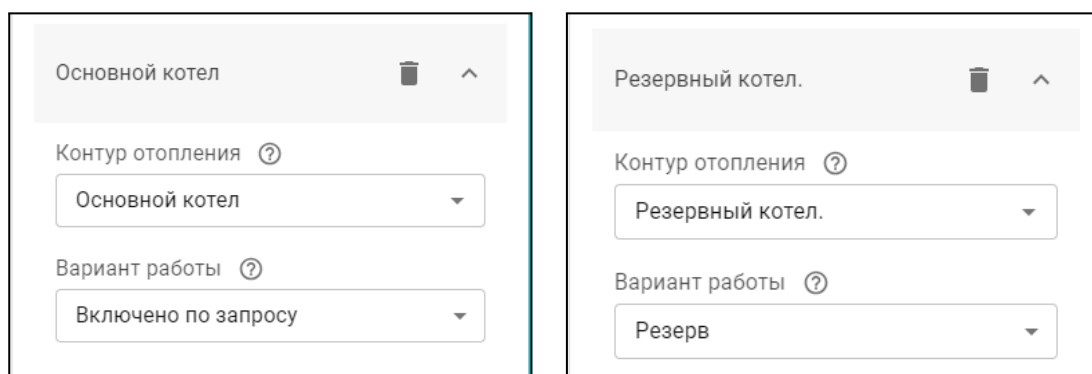 Основной котел
Контур отопления
Основной котел
Вариант работы
Включено по запросу
Резервный котел.
Контур отопления
Резервный котел.
Вариант работы
Резерв